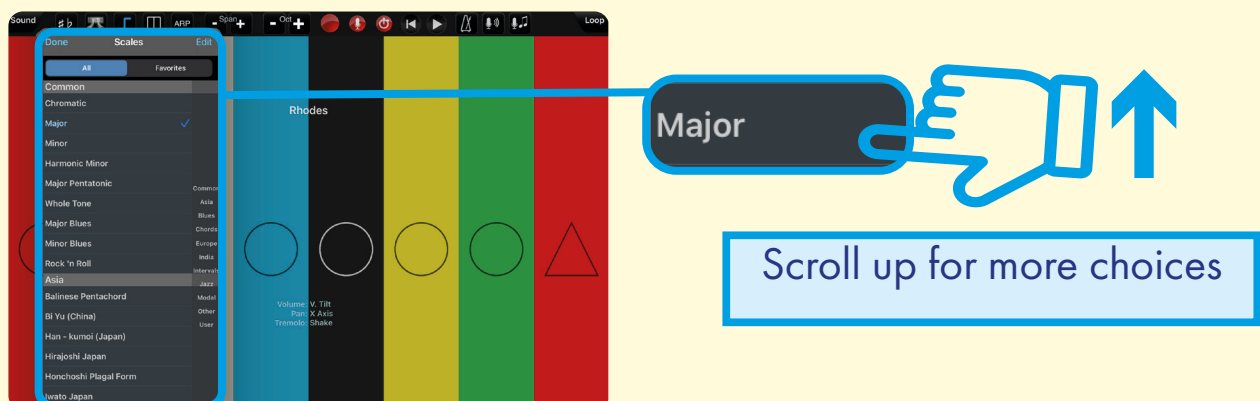 Sound ♯♭ ARP - Span + - Oct + Loop
Done Scales Edit
All Favorites
Common
Chromatic
Major
Minor
Harmonic Minor
Major Pentatonic
Whole Tone
Major Blues
Minor Blues
Rock 'n Roll
Asia
Balinese Pentachord
Bi Yu (China)
Han - kumoi (Japan)
Hirajoshi Japan
Honchoshi Plagal Form
Iwato Japan
Common
Asia
Blues
Chords
Europe
India
Intervals
Jazz
Modal
Other
User
Rhodes
Volume: V. Tilt
Pan: X Axis
Tremolo: Shake
Major
Scroll up for more choices